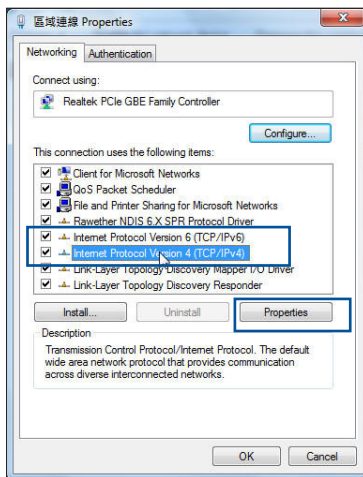 區域連線 Properties
Networking Authentication
Connect using:
Realtek PCIe GBE Family Controller
Configure...
This connection uses the following items:
Client for Microsoft Networks
QoS Packet Scheduler
File and Printer Sharing for Microsoft Networks
Rawether NDIS 6.X SPR Protocol Driver
Internet Protocol Version 6 (TCP/IPv6)
Internet Protocol Version 4 (TCP/IPv4)
Link-Layer Topology Discovery Mapper I/O Driver
Link-Layer Topology Discovery Responder
Install... Uninstall Properties
Description
Transmission Control Protocol/Internet Protocol. The default
wide area network protocol that provides communication
across diverse interconnected networks.
OK Cancel